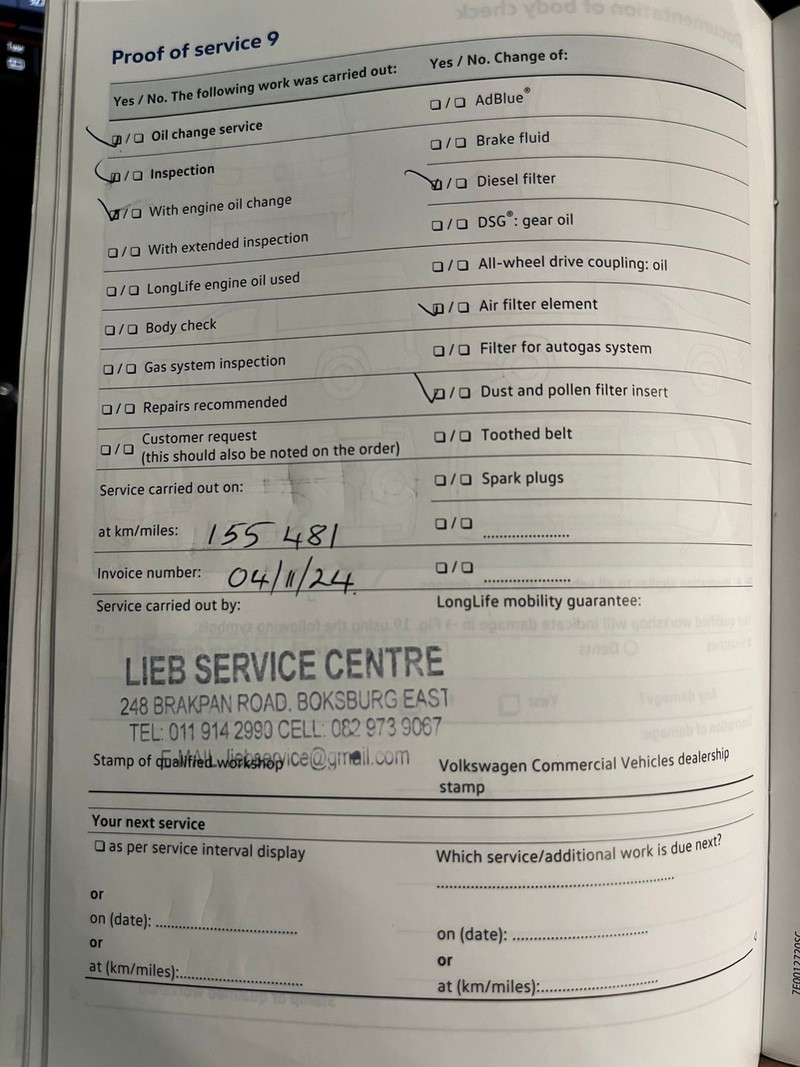 Proof of service 9
Yes / No. The following work was carried out:
❏ / ❏ Oil change service
❏ / ❏ Inspection
❏ / ❏ With engine oil change
❏ / ❏ With extended inspection
❏ / ❏ LongLife engine oil used
❏ / ❏ Body check
❏ / ❏ Gas system inspection
❏ / ❏ Repairs recommended
❏ / ❏ Customer request
(this should also be noted on the order)
Service carried out on:
at km/miles: 155 481
Invoice number: 04/11/24
Service carried out by:
LIEB SERVICE CENTRE
248 BRAKPAN ROAD, BOKSBURG EAST
TEL: 011 914 2990 CELL: 082 973 9067
Stamp of qualified workshop
Yes / No. Change of:
❏ / ❏ AdBlue®
❏ / ❏ Brake fluid
❏ / ❏ Diesel filter
❏ / ❏ DSG®: gear oil
❏ / ❏ All-wheel drive coupling: oil
❏ / ❏ Air filter element
❏ / ❏ Filter for autogas system
❏ / ❏ Dust and pollen filter insert
❏ / ❏ Toothed belt
❏ / ❏ Spark plugs
❏ / ❏ ....................
❏ / ❏ ....................
LongLife mobility guarantee:
Volkswagen Commercial Vehicles dealership
stamp
Your next service
❏ as per service interval display
or
on (date): ....................
or
at (km/miles):....................
Which service/additional work is due next?
....................
on (date): ....................
or
at (km/miles):....................